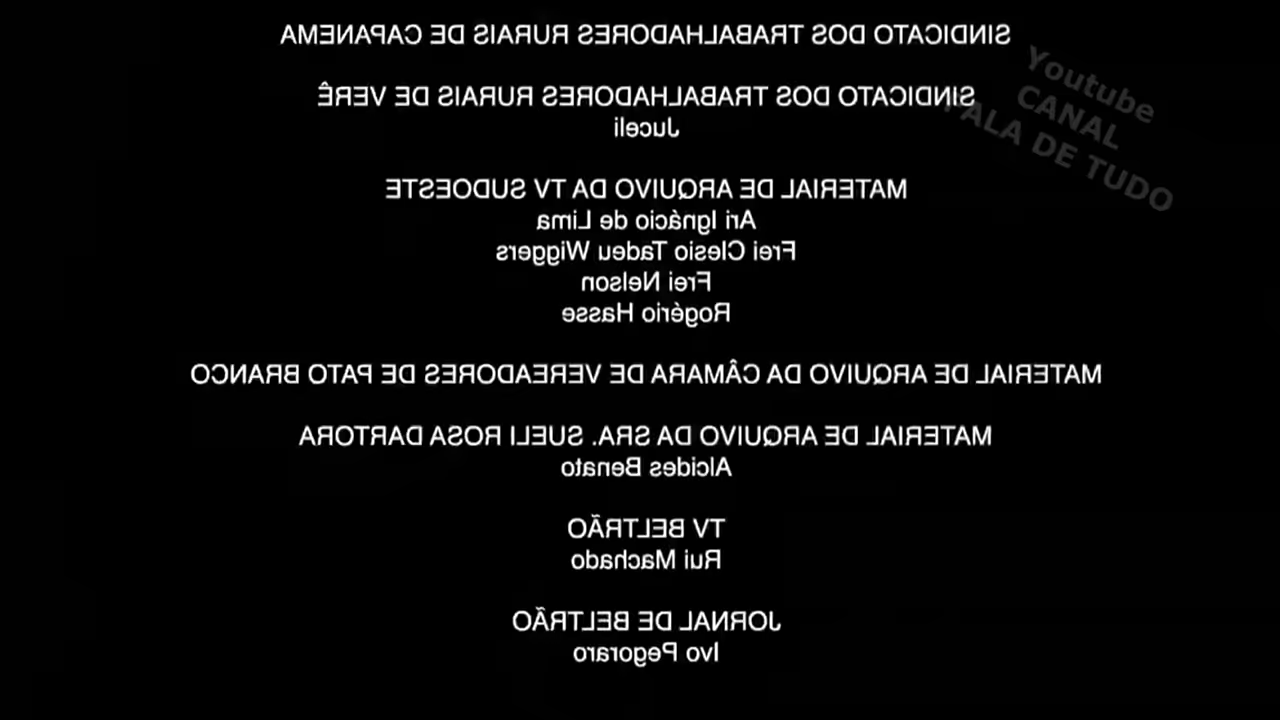 SINDICATO DOS TRABALHADORES RURAIS DE CAPANEMA
SINDICATO DOS TRABALHADORES RURAIS DE VERÊ
Juceli
MATERIAL DE ARQUIVO DA TV SUDOESTE
Ari Ignácio de Lima
Frei Clesio Tadeu Wiggers
Frei Nelson
Rogério Hasse
MATERIAL DE ARQUIVO DA CÂMARA DE VEREADORES DE PATO BRANCO
MATERIAL DE ARQUIVO DA SRA. SUELI ROSA DARTORA
Alcides Benato
TV BELTRÃO
Rui Machado
JORNAL DE BELTRÃO
Ivo Pegoraro
Youtube
CANAL
FALA DE TUDO